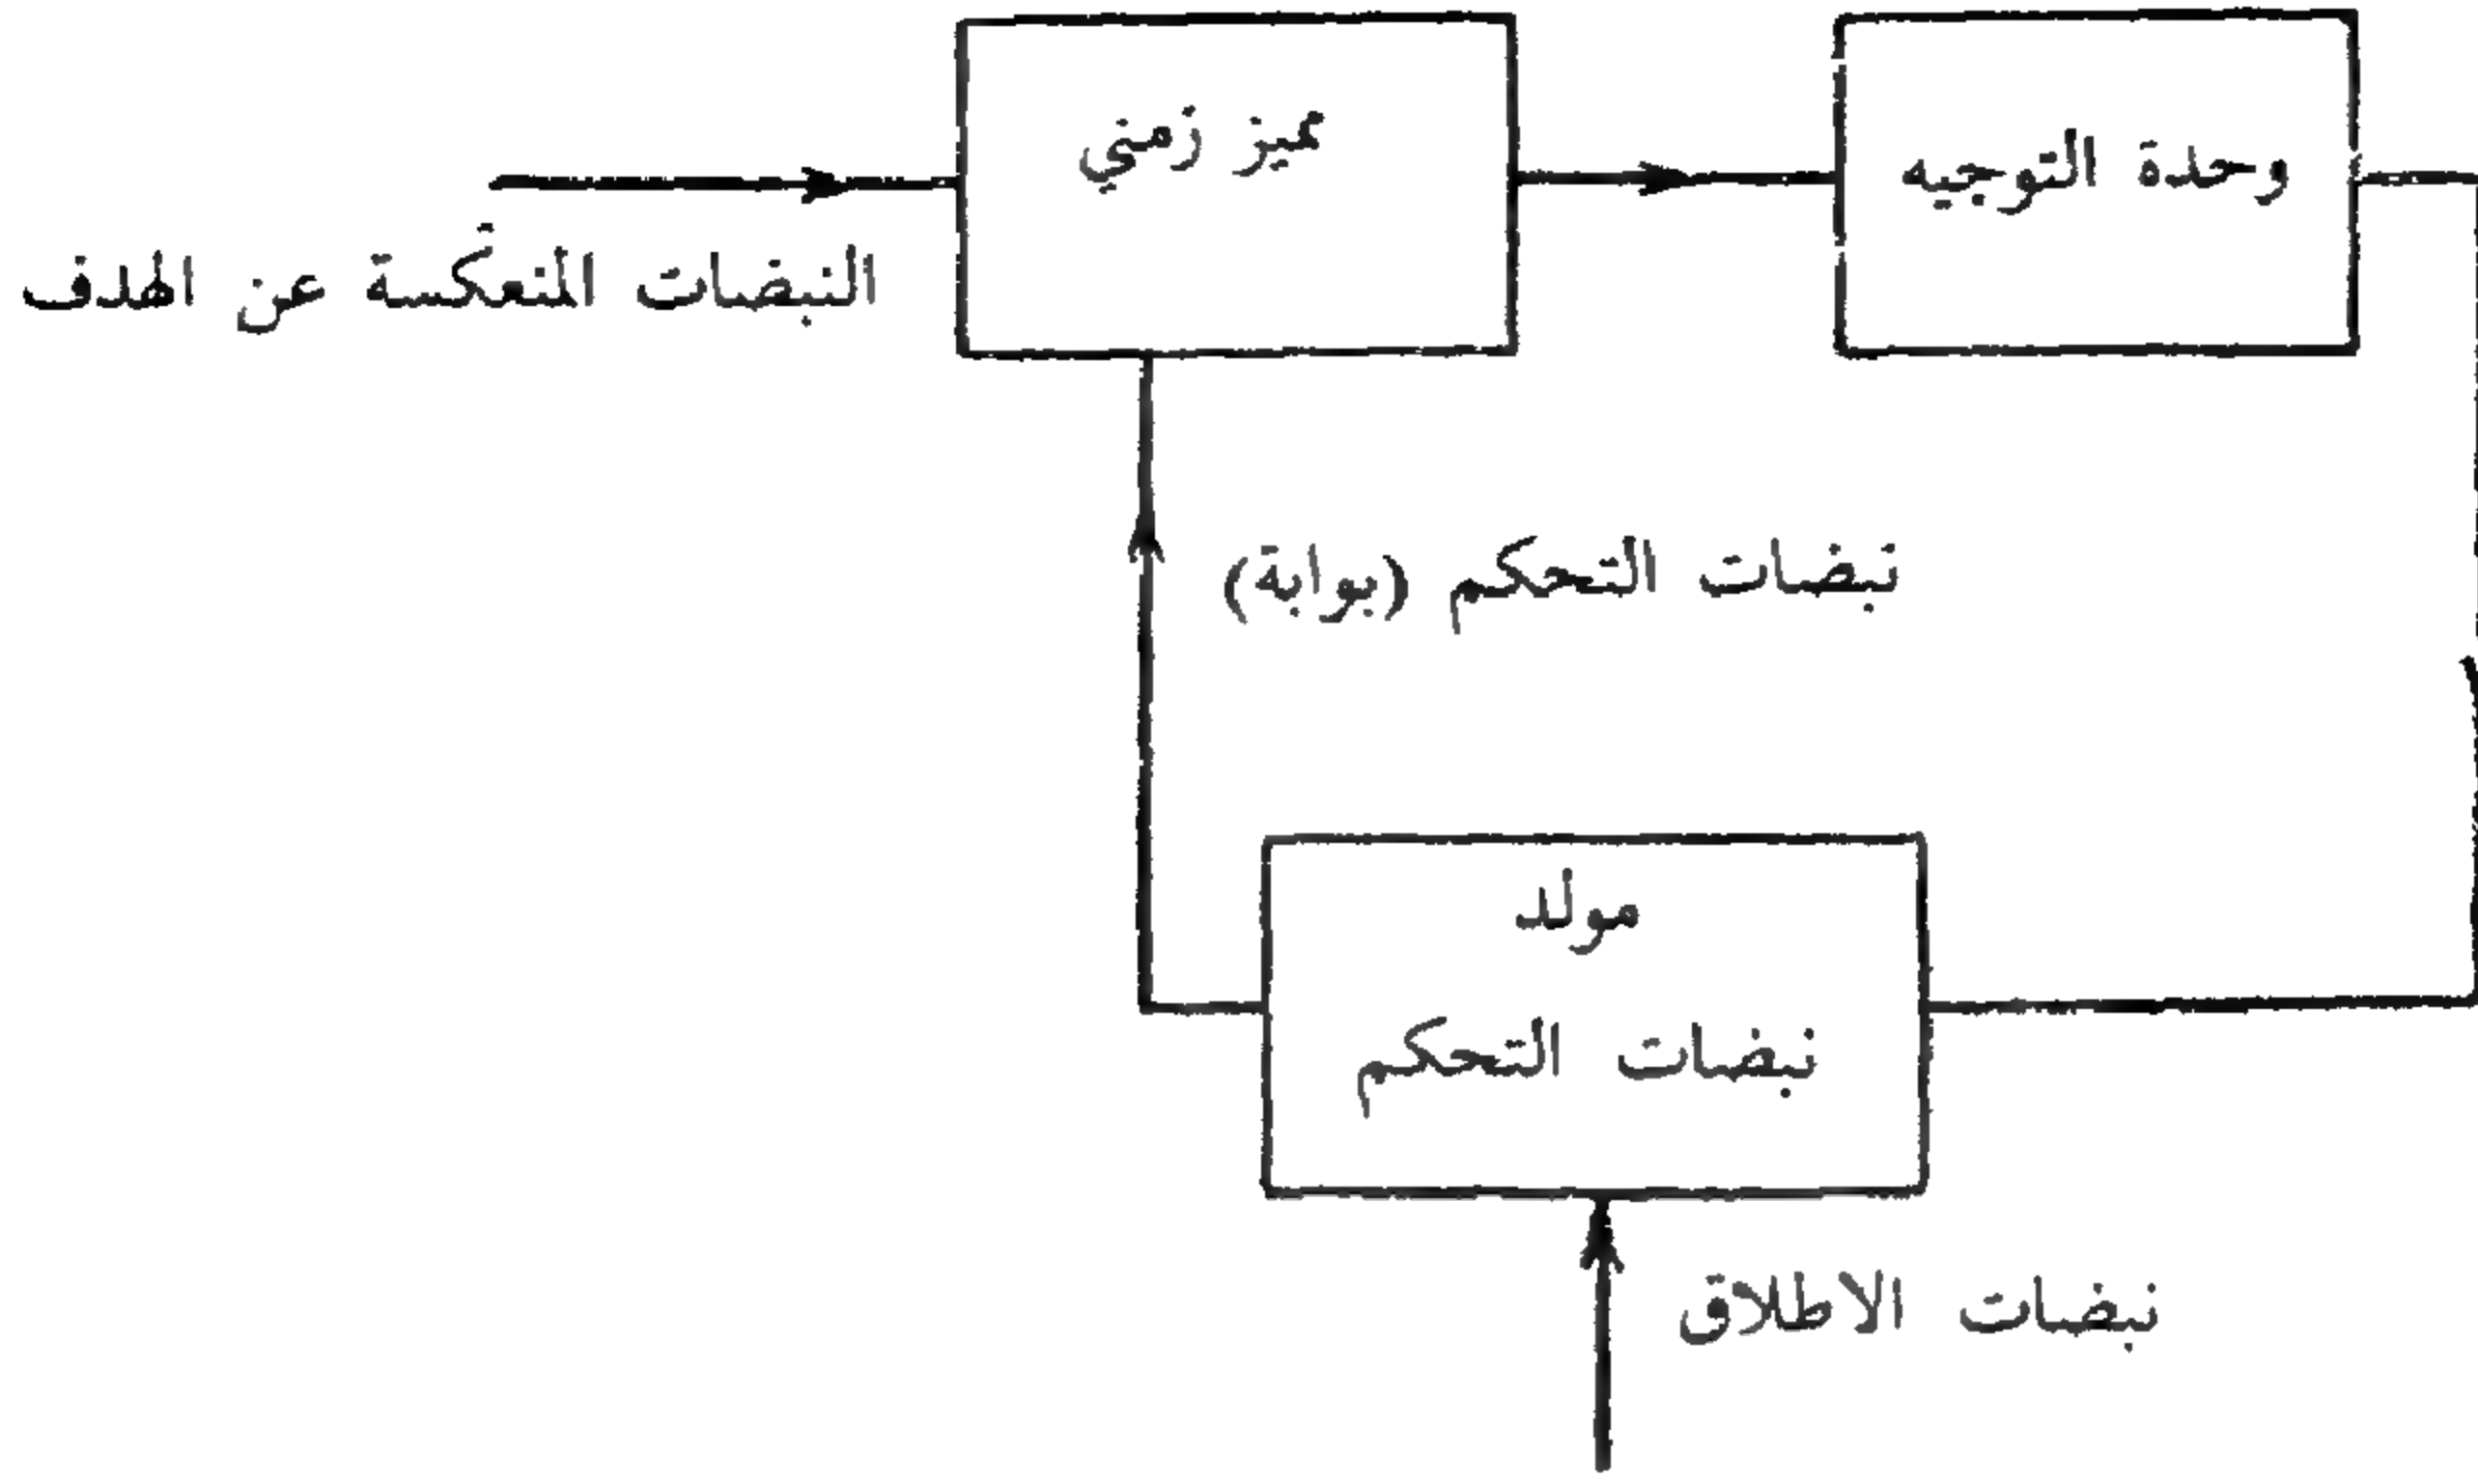 مميز زمني
وحدة التوجيه
النبضات المنعكسة عن الهدف
نبضات التحكم (بوابة)
مولد
نبضات التحكم
نبضات الاطلاق